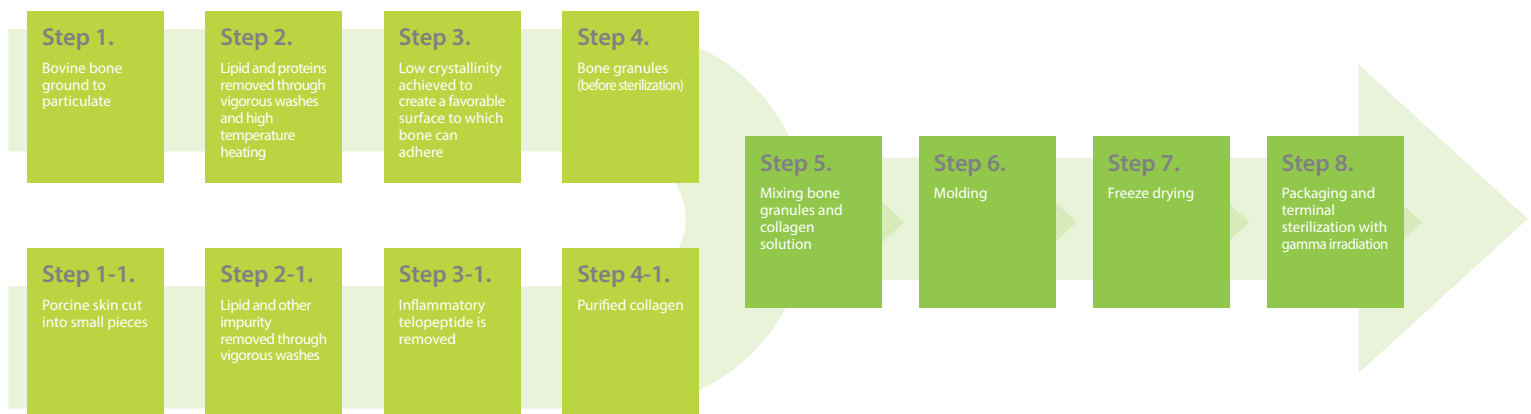 Step 1.
Bovine bone
ground to
particulate
Step 2.
Lipid and proteins
removed through
vigorous washes
and high
temperature
heating
Step 3.
Low crystallinity
achieved to
create a favorable
surface to which
bone can
adhere
Step 4.
Bone granules
(before sterilization)
Step 1-1.
Porcine skin cut
into small pieces
Step 2-1.
Lipid and other
impurity
removed through
vigorous washes
Step 3-1.
Inflammatory
telopeptide is
removed
Step 4-1.
Purified collagen
Step 5.
Mixing bone
granules and
collagen
solution
Step 6.
Molding
Step 7.
Freeze drying
Step 8.
Packaging and
terminal
sterilization with
gamma irradiation